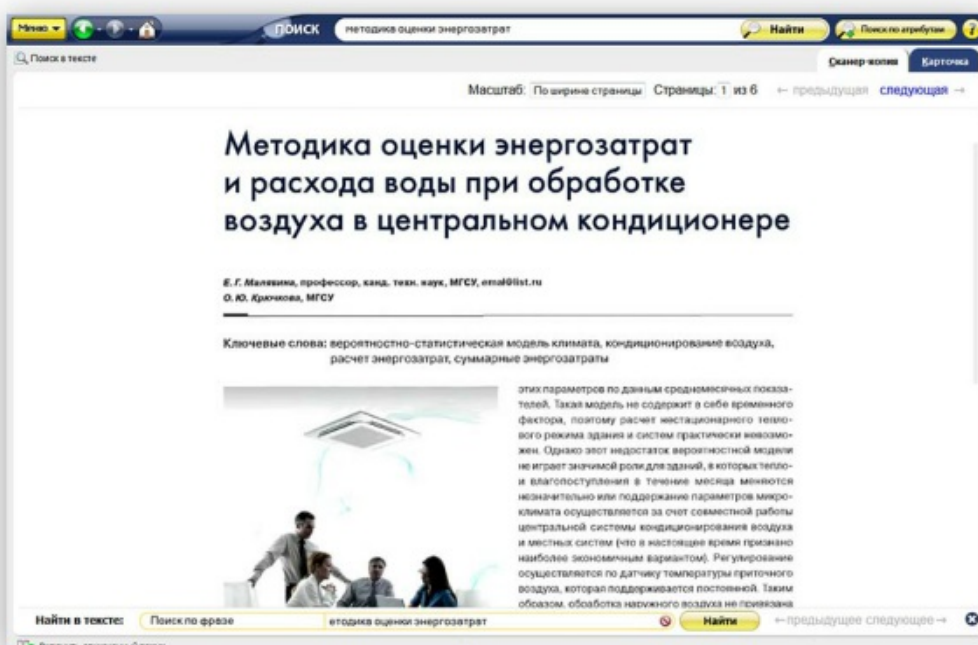 Меню
ПОИСК
методика оценки энергозатрат
Найти
Поиск по атрибутам
?
Поиск в тексте
Сканер-копия
Карточка
Масштаб: По ширине страницы Страницы: 1 из 6 ← предыдущая следующая →
Методика оценки энергозатрат
и расхода воды при обработке
воздуха в центральном кондиционере
Е. Г. Малявина, профессор, канд. техн. наук, МГСУ, emal@list.ru
О. Ю. Крючкова, МГСУ
Ключевые слова: вероятностно-статистическая модель климата, кондиционирование воздуха,
расчет энергозатрат, суммарные энергозатраты
этих параметров по данным среднемесячных показа-
телей. Такая модель не содержит в себе временного
фактора, поэтому расчет нестационарного тепло-
вого режима здания и систем практически невозмо-
жен. Однако этот недостаток вероятностной модели
не играет значимой роли для зданий, в которых тепло-
и влагопоступления в течение месяца меняются
незначительно или поддержание параметров микро-
климата осуществляется за счет совместной работы
центральной системы кондиционирования воздуха
и местных систем (что в настоящее время признано
наиболее экономичным вариантом). Регулирование
осуществляется по датчику температуры приточного
воздуха, которая поддерживается постоянной. Таким
образом, обработка наружного воздуха не привязана
Найти в тексте: Поиск по фразе етодика оценки энергозатрат Найти ← предыдущее следующее →